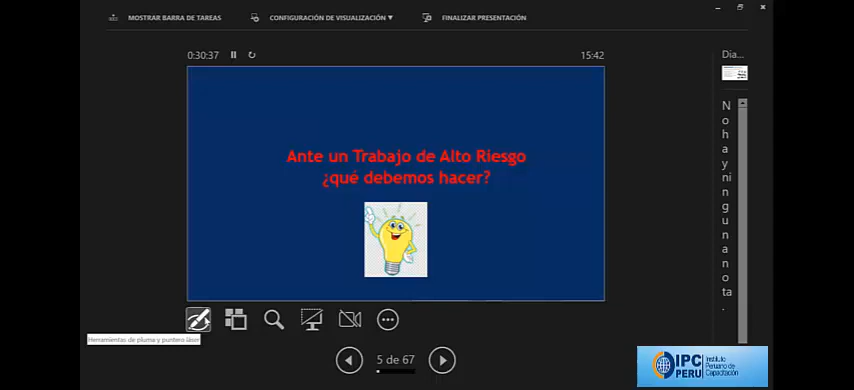 MOSTRAR BARRA DE TAREAS
CONFIGURACIÓN DE VISUALIZACIÓN ▼
FINALIZAR PRESENTACIÓN
0:30:37
15:42
Dia...
Ante un Trabajo de Alto Riesgo
¿qué debemos hacer?
N
o h
a
y
ni
n
g
u
n
a
n
o
ta
.
Herramientas de pluma y puntero láser
5 de 67
IPC
PERU
Instituto
Peruano de
Capacitación